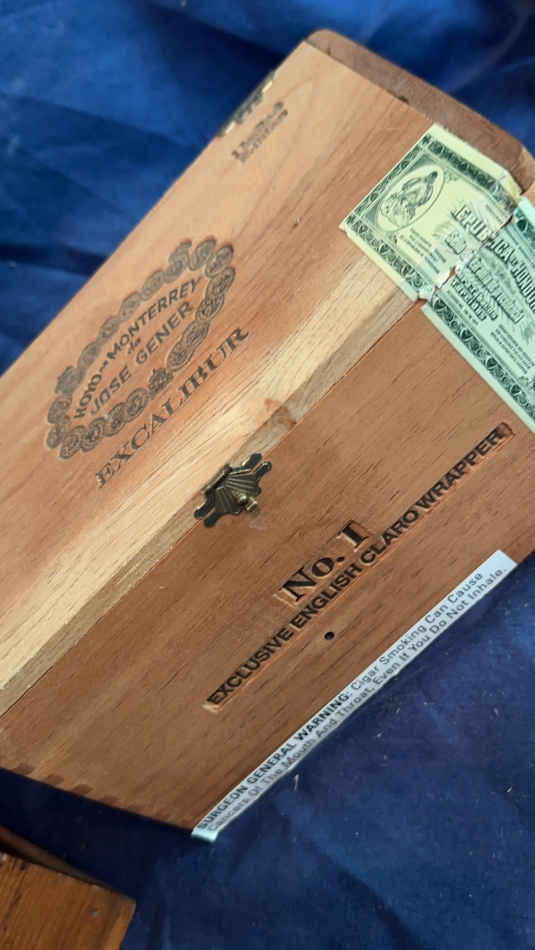 HOYO DE MONTERREY
DE
JOSE GENER
EXCALIBUR
No. I
EXCLUSIVE ENGLISH CLARO WRAPPER
SURGEON GENERAL WARNING: Cigar Smoking Can Cause
Cancers Of The Mouth And Throat, Even If You Do Not Inhale.